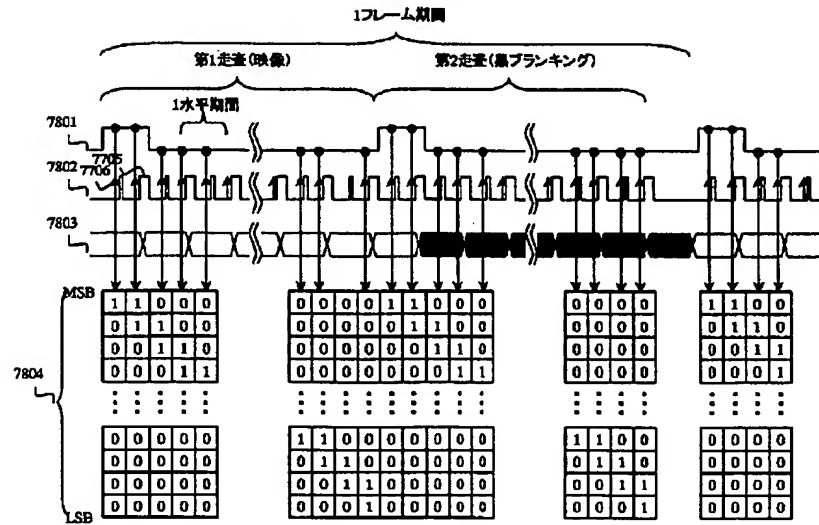 1フレーム期間
第1走査(映像) 第2走査(黒ブランキング)
1水平期間
7801
7705
7802
7706
7803
MSB 1 1 0 0 0 0 0 0 0 1 1 0 0 0 0 0 0 0 1 1 0 0
0 1 1 0 0 0 0 0 0 0 1 1 0 0 0 0 0 0 0 1 1 0
0 0 1 1 0 0 0 0 0 0 0 1 1 0 0 0 0 0 0 0 1 1
0 0 0 1 1 0 0 0 0 0 0 0 1 1 0 0 0 0 0 0 0 1
7804
0 0 0 0 0 1 1 0 0 0 0 0 0 0 1 1 0 0 0 0 0 0
0 0 0 0 0 0 1 1 0 0 0 0 0 0 0 1 1 0 0 0 0 0
0 0 0 0 0 0 0 1 1 0 0 0 0 0 0 0 1 1 0 0 0 0
LSB 0 0 0 0 0 0 0 0 1 0 0 0 0 0 0 0 0 1 0 0 0 0